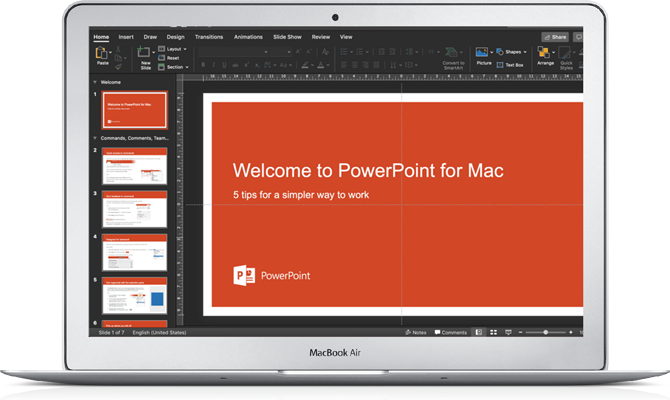 Home Insert Draw Design Transitions Animations Slide Show Review View Share
Paste
New
Slide
Layout
Reset
Section
Convert to
SmartArt
Picture
Shapes
Text Box
Arrange
Quick
Styles
Welcome
1
Welcome to PowerPoint for Mac
Commands, Comments, Team...
2
3
4
5
6
Welcome to PowerPoint for Mac
5 tips for a simpler way to work
P PowerPoint
Slide 1 of 7 English (United States) Notes Comments
MacBook Air